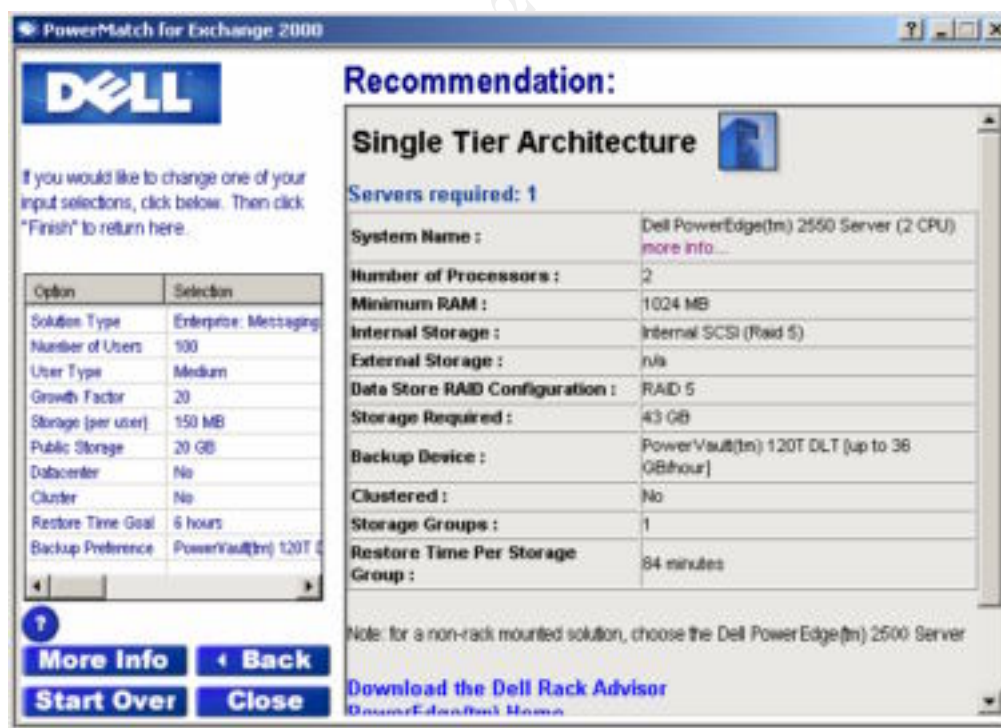 PowerMatch for Exchange 2000
DELL
If you would like to change one of your
input selections, click below. Then click
"Finish" to return here.
Option Selection
Solution Type Enterprise: Messaging
Number of Users 100
User Type Medium
Growth Factor 20
Storage (per user) 150 MB
Public Storage 20 GB
Datacenter No
Cluster No
Restore Time Goal 6 hours
Backup Preference PowerVault(tm) 120T
?
More Info
Back
Start Over
Close
Recommendation:
Single Tier Architecture
Servers required: 1
System Name : Dell PowerEdge(tm) 2550 Server (2 CPU)
more info...
Number of Processors : 2
Minimum RAM : 1024 MB
Internal Storage : Internal SCSI (Raid 5)
External Storage : n/a
Data Store RAID Configuration : RAID 5
Storage Required : 43 GB
Backup Device : PowerVault(tm) 120T DLT [up to 36
GB/hour]
Clustered : No
Storage Groups : 1
Restore Time Per Storage
Group : 84 minutes
Note: for a non-rack mounted solution, choose the Dell PowerEdge(tm) 2500 Server
Download the Dell Rack Advisor
PowerEdge(tm) Home